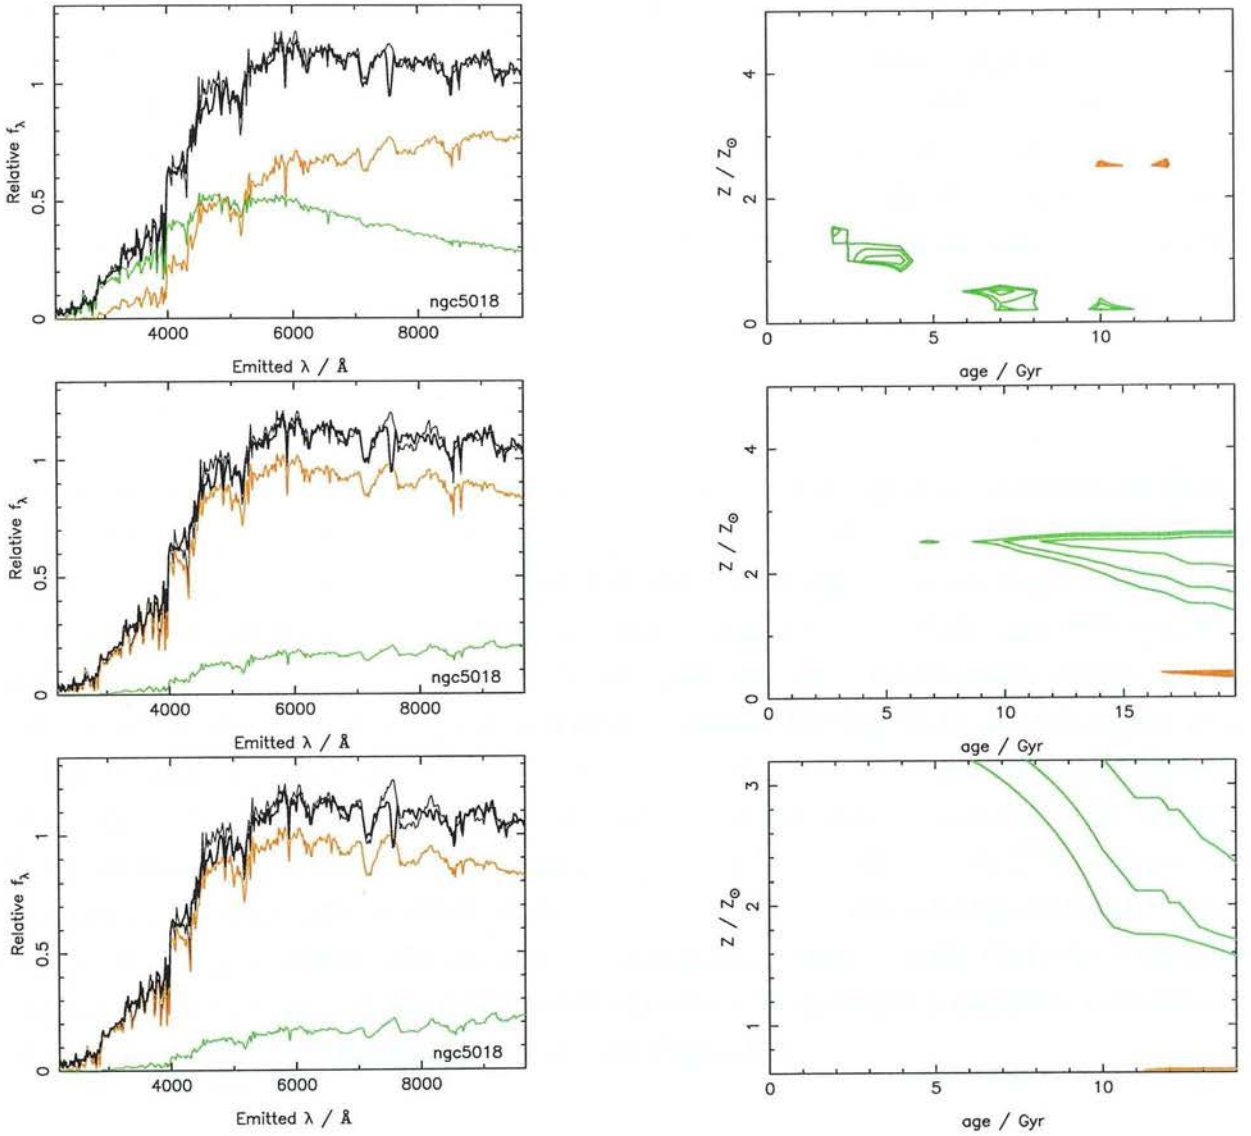 Relative f_λ
1
0.5
0
4000 6000 8000
Emitted λ / Å
ngc5018
Z / Z⊙
4
2
0
0 5 10
age / Gyr
Relative f_λ
1
0.5
0
4000 6000 8000
Emitted λ / Å
ngc5018
Z / Z⊙
4
2
0
0 5 10 15
age / Gyr
Relative f_λ
1
0.5
0
4000 6000 8000
Emitted λ / Å
ngc5018
Z / Z⊙
3
2
1
0 5 10
age / Gyr